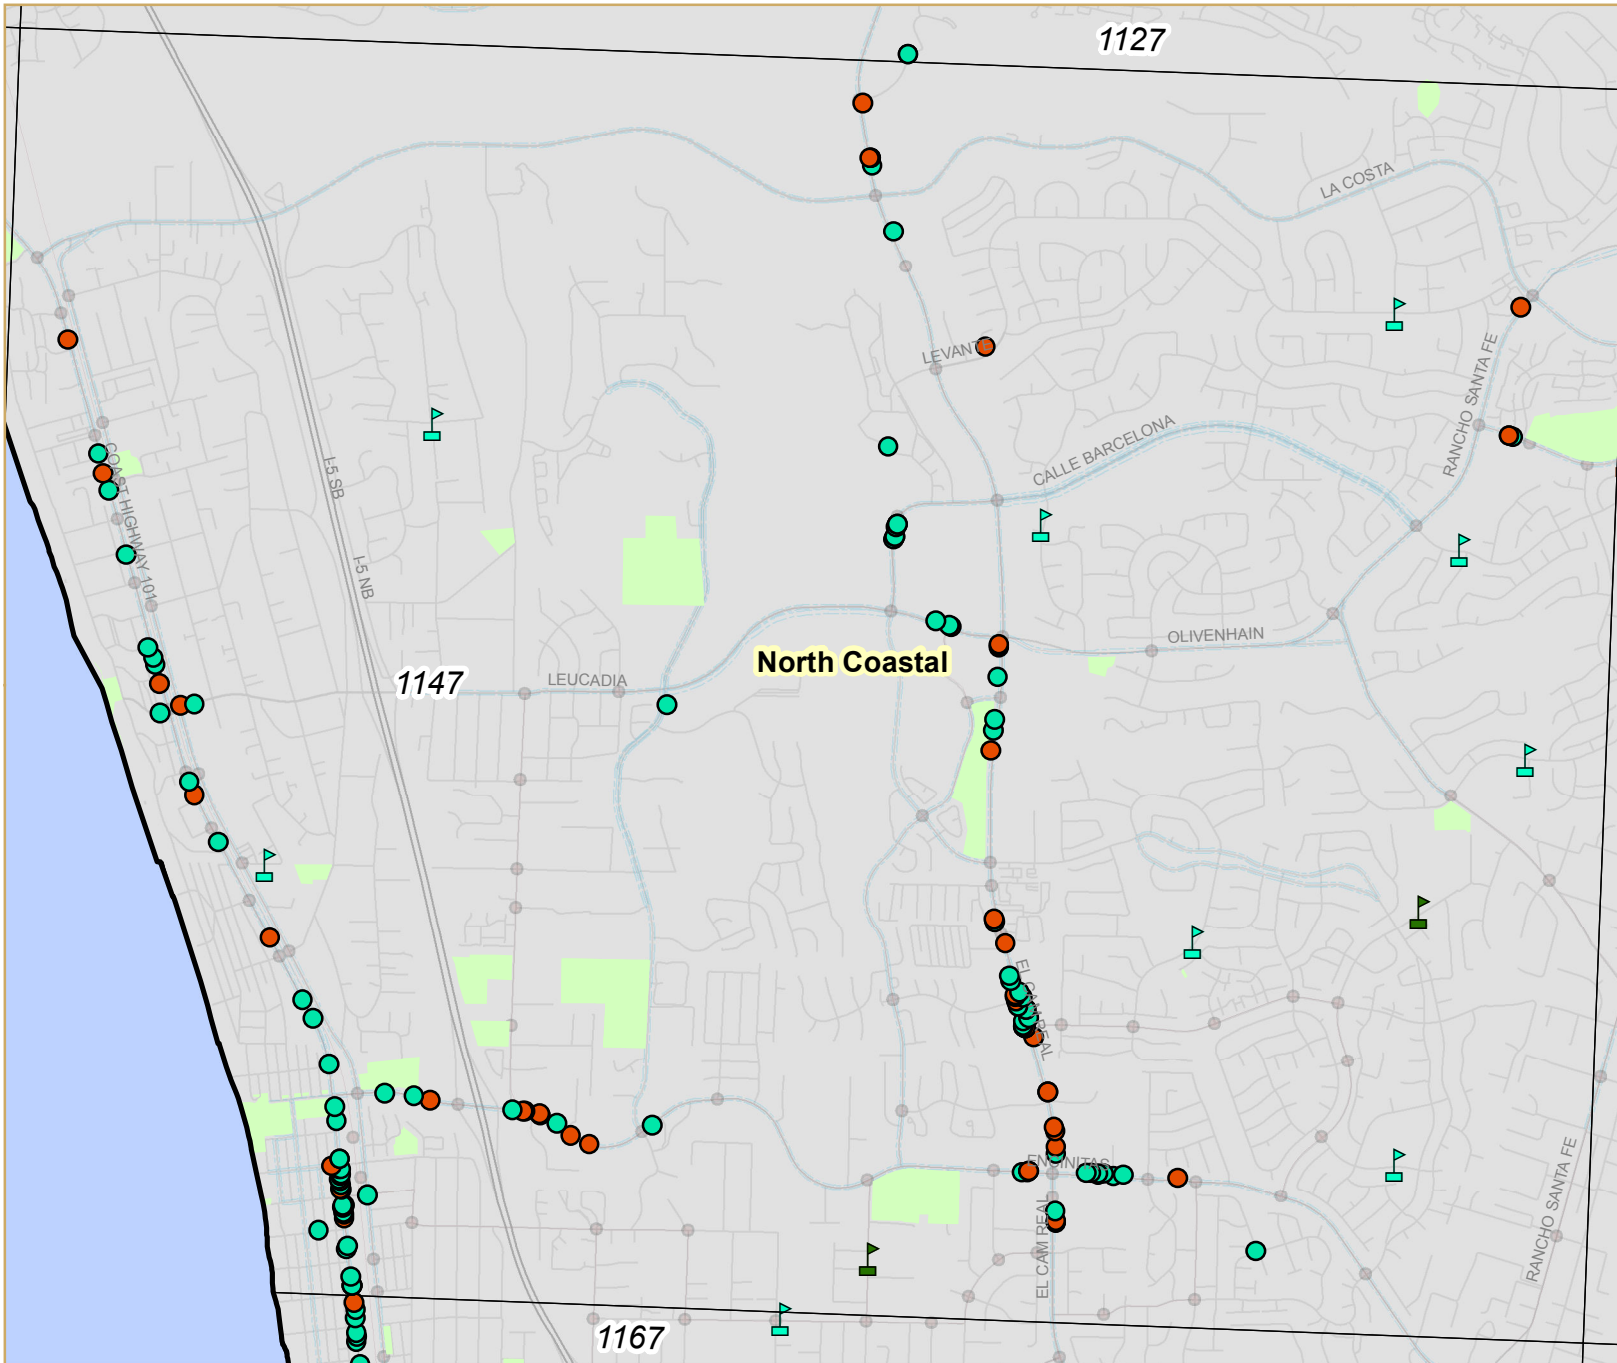 1127
LA COSTA
LEVANTE
RANCHO SANTA FE
CALLE BARCELONA
COAST HIGHWAY 101
I-5 SB
I-5 NB
OLIVENHAIN
North Coastal
1147
LEUCADIA
EL CAM REAL
ENCINITAS
EL CAM REAL
RANCHO SANTA FE
1167